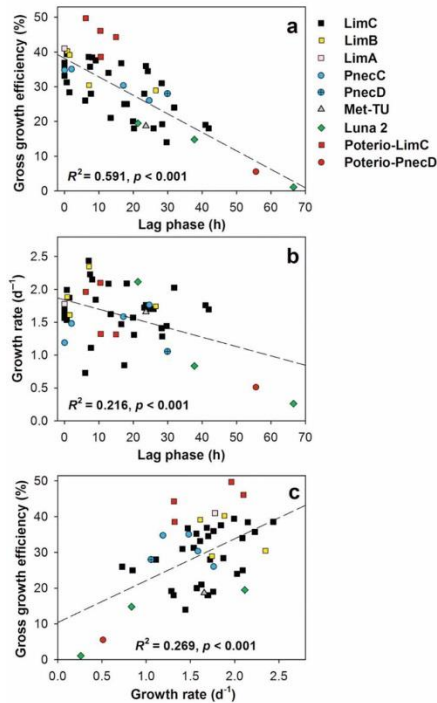 a
Gross growth efficiency (%)
60
50
40
30
20
10
0
R² = 0.591, p < 0.001
0 10 20 30 40 50 60 70
Lag phase (h)
LimC
LimB
LimA
PnecC
PnecD
Met-TU
Luna 2
Poterio-LimC
Poterio-PnecD
b
Growth rate (d⁻¹)
2.5
2.0
1.5
1.0
0.5
0.0
R² = 0.216, p < 0.001
0 10 20 30 40 50 60 70
Lag phase (h)
c
Gross growth efficiency (%)
50
40
30
20
10
0
R² = 0.269, p < 0.001
0.0 0.5 1.0 1.5 2.0 2.5
Growth rate (d⁻¹)